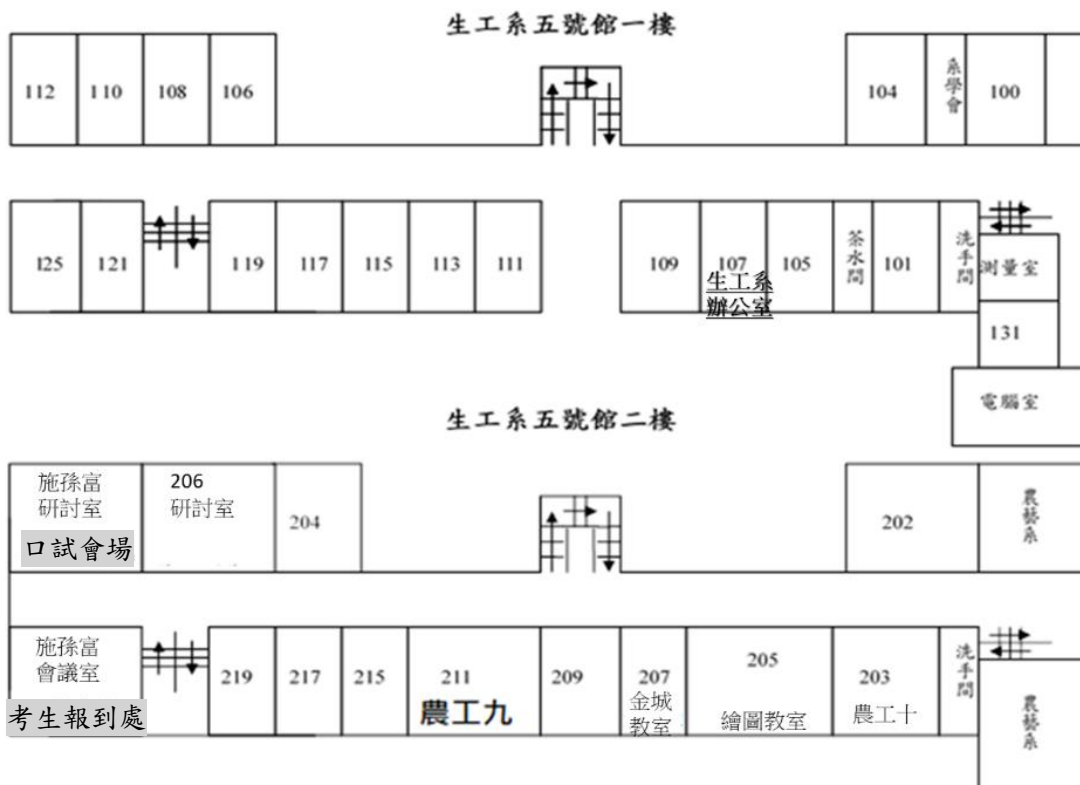 生工系五號館一樓
112 110 108 106 104 系學會 100
125 121 119 117 115 113 111 109 107 105 茶水間 101 洗手間 測量室
生工系
辦公室
131
電腦室
生工系五號館二樓
施孫富
研討室
口試會場
206
研討室
204
202
農藝系
施孫富
會議室
考生報到處
219 217 215 211 209 207 205 203 洗手間
農工九
金城
教室
繪圖教室
農工十
農藝系